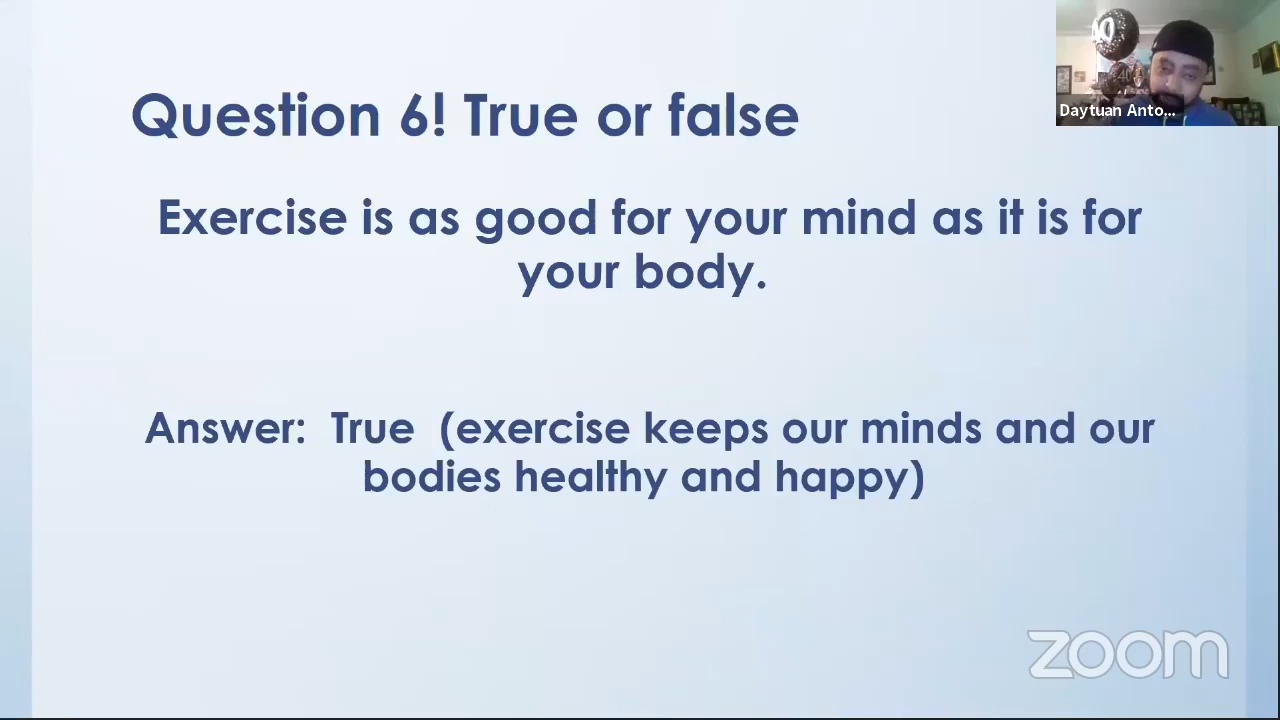 Question 6! True or false
Exercise is as good for your mind as it is for
your body.
Answer: True (exercise keeps our minds and our
bodies healthy and happy)
Daytuan Anto...
zoom